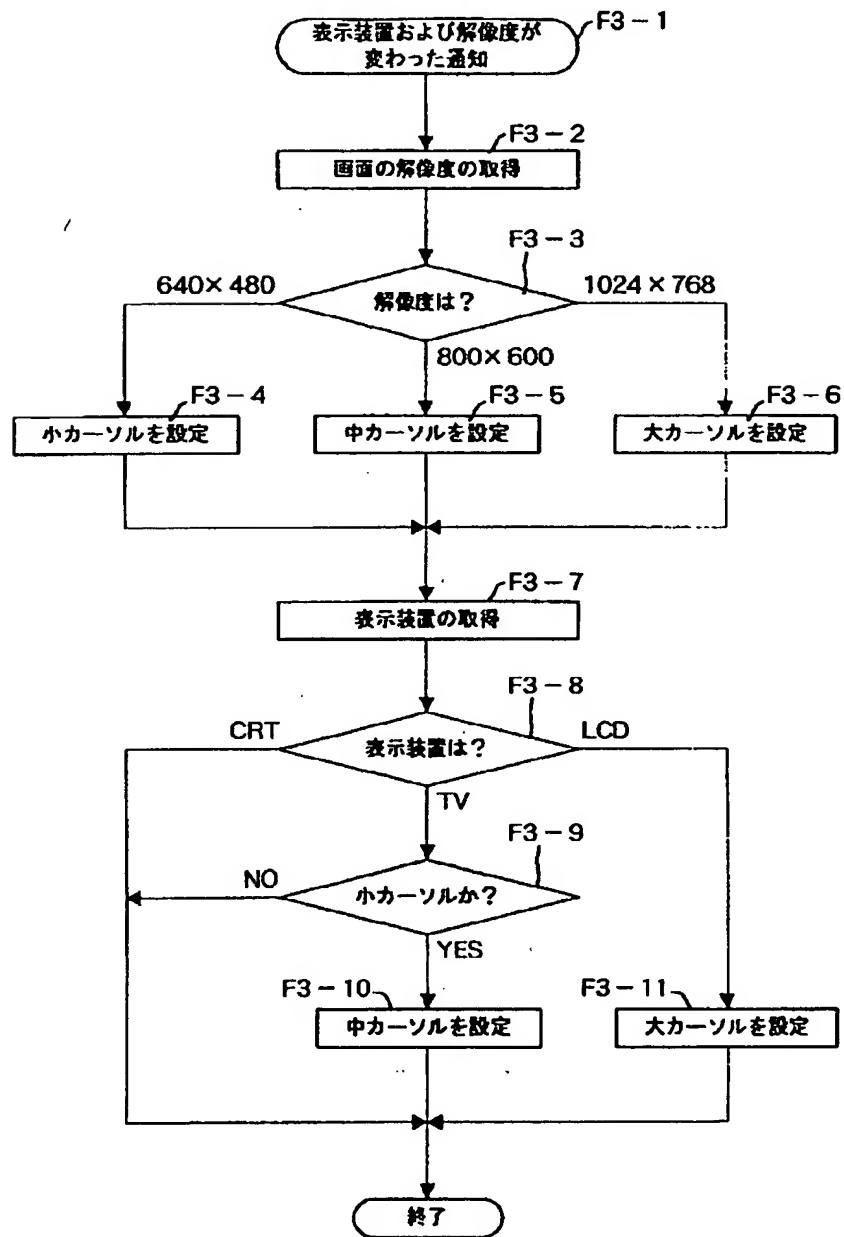 表示装置および解像度が
変わった通知
F3-1
F3-2
画面の解像度の取得
F3-3
640×480
解像度は?
1024×768
800×600
F3-4
小カーソルを設定
F3-5
中カーソルを設定
F3-6
大カーソルを設定
F3-7
表示装置の取得
F3-8
CRT
表示装置は?
LCD
TV
F3-9
NO
小カーソルか?
YES
F3-10
中カーソルを設定
F3-11
大カーソルを設定
終了